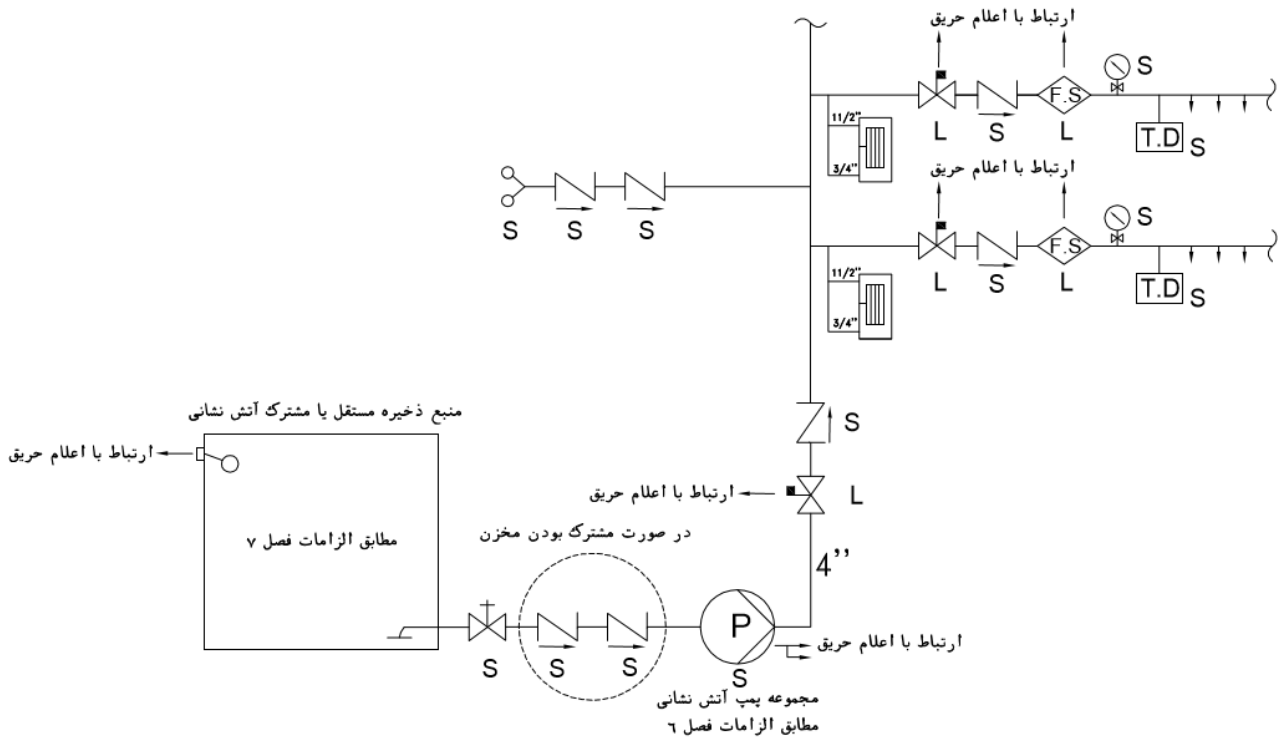 ارتباط با اعلام حریق
S
F.S
11/2"
L
S
L
T.D
S
3/4"
ارتباط با اعلام حریق
S
S
S
S
F.S
11/2"
L
S
L
T.D
S
3/4"
منبع ذخیره مستقل یا مشترک آتش نشانی
S
ارتباط با اعلام حریق
ارتباط با اعلام حریق
L
در صورت مشترک بودن مخزن
مطابق الزامات فصل ۷
4''
P
ارتباط با اعلام حریق
S
S
S
S
مجموعه پمپ آتش نشانی
مطابق الزامات فصل ٦